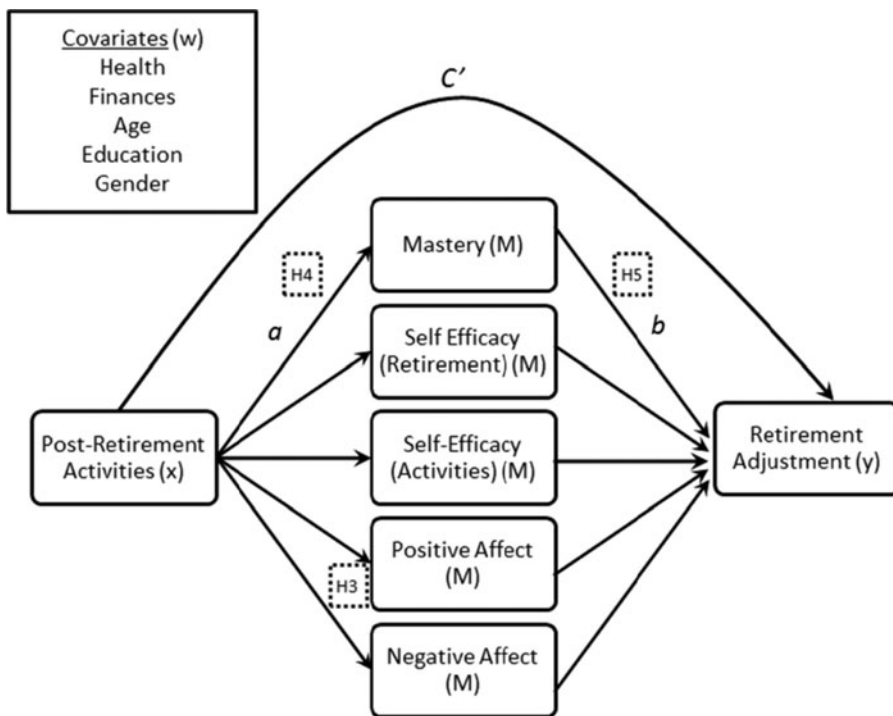 Covariates (w)
Health
Finances
Age
Education
Gender
C'
Mastery (M)
H4
H5
a
b
Self Efficacy
(Retirement) (M)
Post-Retirement
Activities (x)
Self-Efficacy
(Activities) (M)
Retirement
Adjustment (y)
Positive Affect
(M)
H3
Negative Affect
(M)